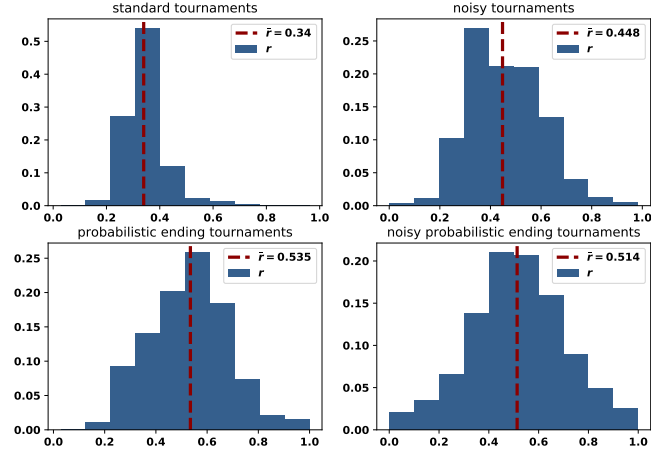 standard tournaments
r̄ = 0.34
r
0.5
0.4
0.3
0.2
0.1
0.0
0.0 0.2 0.4 0.6 0.8 1.0
noisy tournaments
r̄ = 0.448
r
0.25
0.20
0.15
0.10
0.05
0.00
0.0 0.2 0.4 0.6 0.8 1.0
probabilistic ending tournaments
r̄ = 0.535
r
0.25
0.20
0.15
0.10
0.05
0.00
0.0 0.2 0.4 0.6 0.8 1.0
noisy probabilistic ending tournaments
r̄ = 0.514
r
0.20
0.15
0.10
0.05
0.00
0.0 0.2 0.4 0.6 0.8 1.0